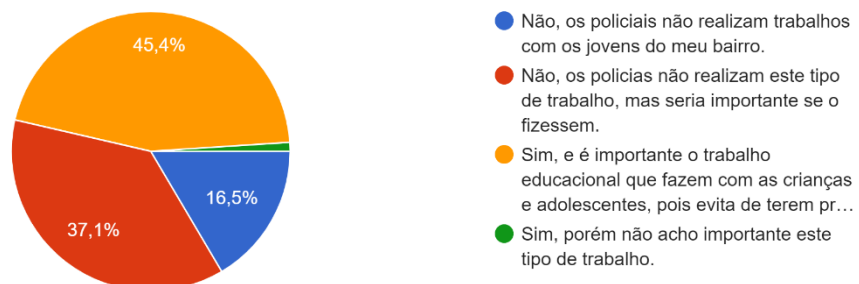 45,4%
16,5%
37,1%
Não, os policiais não realizam trabalhos
com os jovens do meu bairro.
Não, os policias não realizam este tipo
de trabalho, mas seria importante se o
fizessem.
Sim, e é importante o trabalho
educacional que fazem com as crianças
e adolescentes, pois evita de terem pr…
Sim, porém não acho importante este
tipo de trabalho.